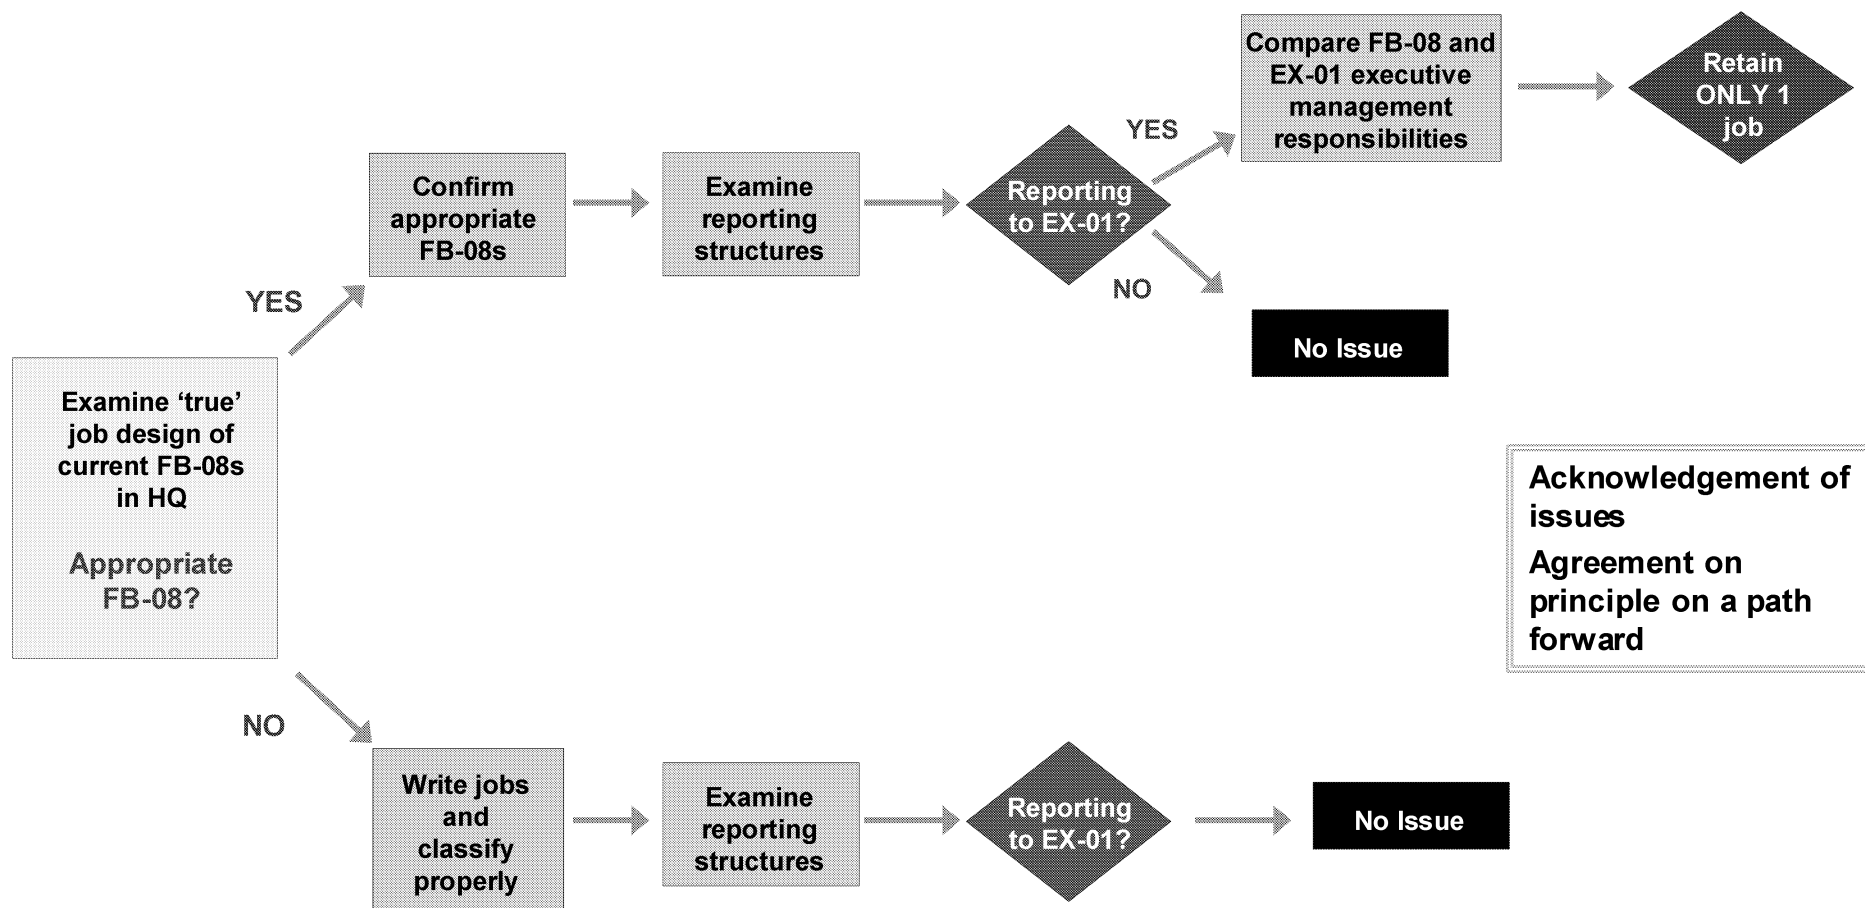 Examine ‘true’
job design of
current FB-08s
in HQ
Appropriate
FB-08?
YES
Confirm
appropriate
FB-08s
Examine
reporting
structures
Reporting
to EX-01?
YES
Compare FB-08 and
EX-01 executive
management
responsibilities
Retain
ONLY 1
job
NO
No Issue
Acknowledgement of
issues
Agreement on
principle on a path
forward
NO
Write jobs
and
classify
properly
Examine
reporting
structures
Reporting
to EX-01?
No Issue